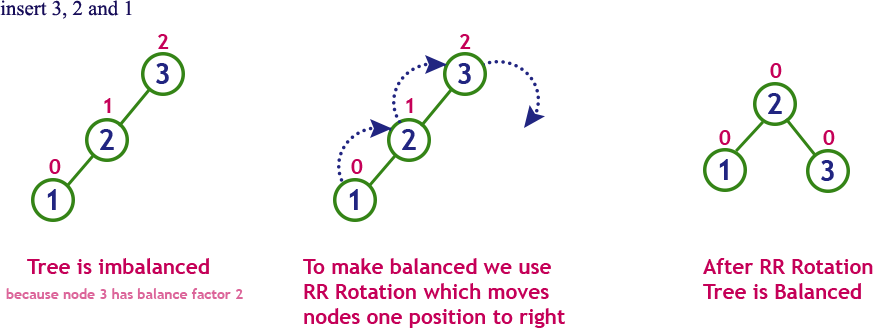 insert 3, 2 and 1
2
3
1
2
0
1
Tree is imbalanced
because node 3 has balance factor 2
2
3
1
2
0
1
To make balanced we use
RR Rotation which moves
nodes one position to right
0
2
0 0
1 3
After RR Rotation
Tree is Balanced